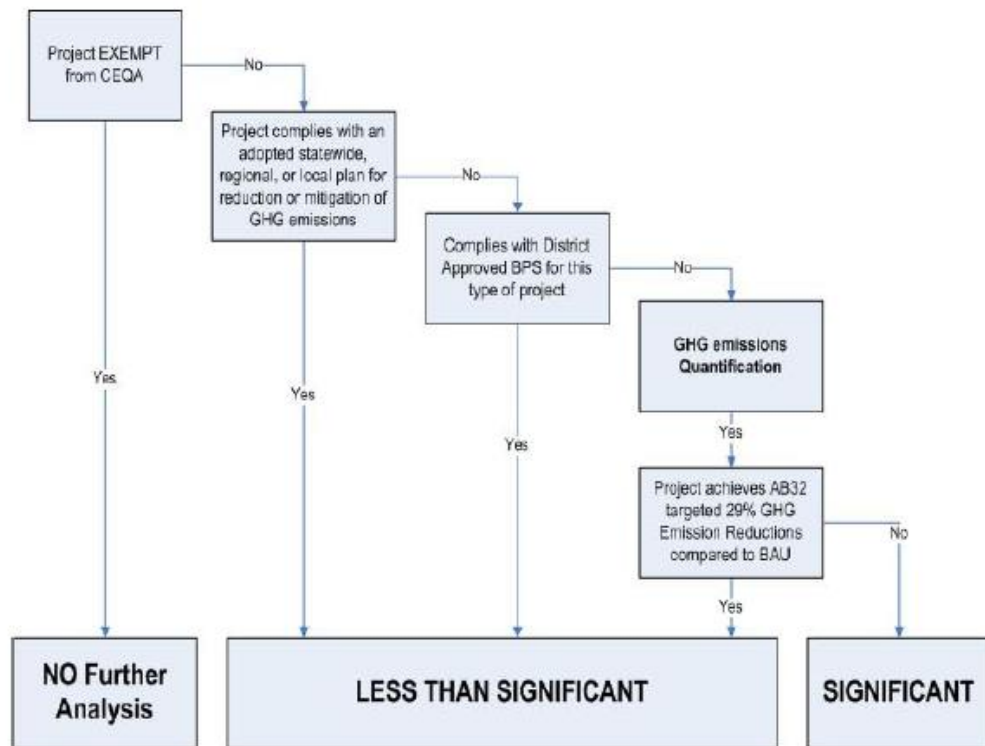 Project EXEMPT
from CEQA
No
Project complies with an
adopted statewide,
regional, or local plan for
reduction or mitigation of
GHG emissions
No
Complies with District
Approved BPS for this
type of project
No
GHG emissions
Quantification
Yes
Yes
Yes
Yes
Project achieves AB32
targeted 29% GHG
Emission Reductions
compared to BAU
No
Yes
NO Further
Analysis
LESS THAN SIGNIFICANT
SIGNIFICANT